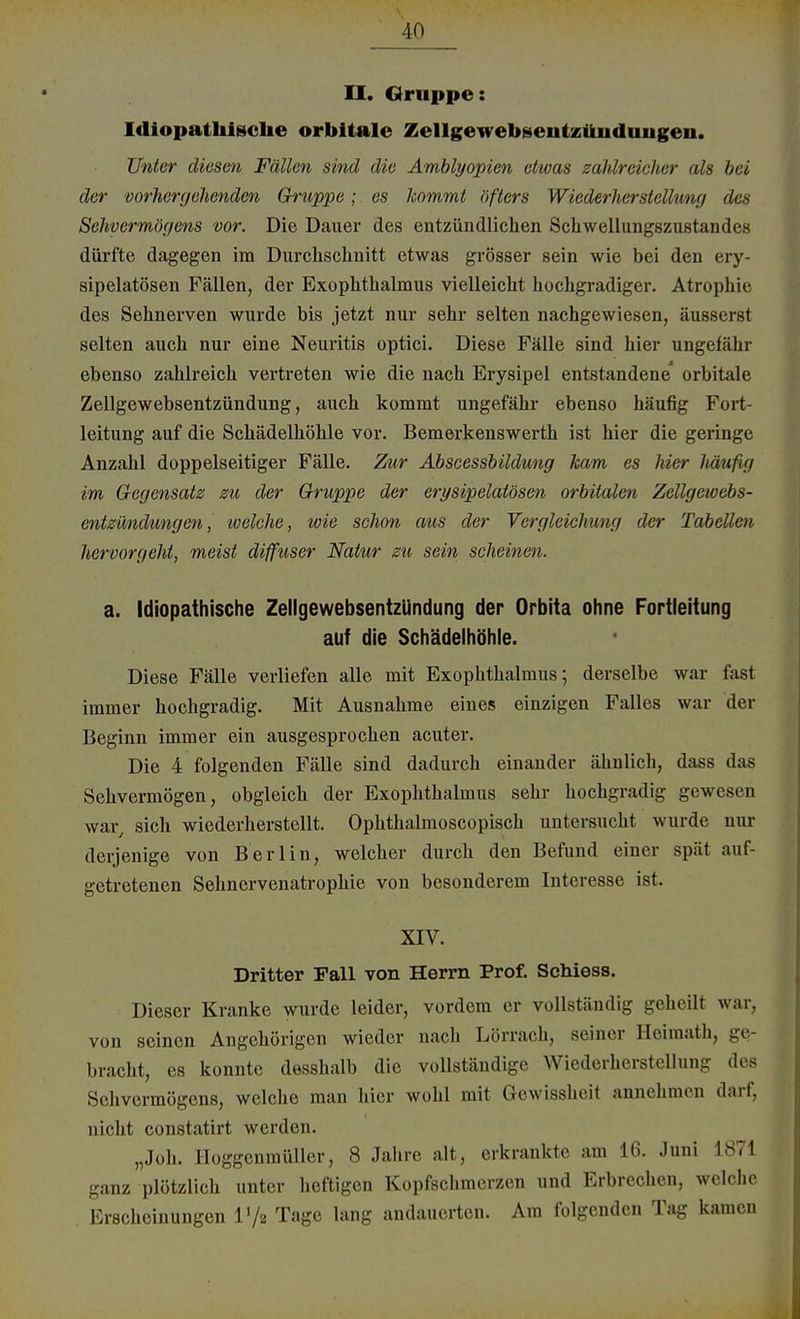 40
II. Gruppe:
Idiopathische orbitale Zellgewebsentzündungen.
Unter diesen Fällen sind die Amblyopien etwas zahlreicher als bei
der vorhergehenden Gruppe; es kommt öfters Wiederherstellung des
Sehvermögens vor. Die Dauer des entzündlichen Schwellungszustandes
dürfte dagegen im Durchschnitt etwas grösser sein wie bei den ery-
sipelatösen Fällen, der Exophthalmus vielleicht hochgradiger. Atrophie
des Sehnerven wurde bis jetzt nur sehr selten nachgewiesen, äusserst
selten auch nur eine Neuritis optici. Diese Fälle sind hier ungefähr
ebenso zahlreich vertreten wie die nach Erysipel entstandene orbitale
Zellgewebsentzündung, auch kommt ungefähr ebenso häufig Fort-
leitung auf die Schädelhöhle vor. Bemerkenswerth ist hier die geringe
Anzahl doppelseitiger Fälle. Zur Abscessbildung kam es hier häufig
im Gegensatz zu der Gruppe der erysipelatösen orbitalen Zellgewebs-
entzündungen, welche, wie schon aus der Vergleichung der Tabellen
hervorgeht, meist diffuser Natur zu sein scheinen.
a. Idiopathische Zellgewebsentzündung der Orbita ohne Fortleitung
auf die Schädelhöhle.
Diese Fälle verliefen alle mit Exophthalmus; derselbe war fast
immer hochgradig. Mit Ausnahme eines einzigen Falles war der
Beginn immer ein ausgesprochen acuter.
Die 4 folgenden Fälle sind dadurch einander ähnlich, dass das
Sehvermögen, obgleich der Exophthalmus sehr hochgradig gewesen
war, sich wiederherstellt. Ophthalmoscopisch untersucht wurde nur
derjenige von Berlin, welcher durch den Befund einer spät auf-
getretenen Sehnervenatrophie von besonderem Interesse ist.
XIV.
Dritter Fall von Herrn Prof. Schiess.
Dieser Kranke wurde leider, vordem er vollständig geheilt war,
von seinen Angehörigen wieder nach Lörrach, seiner Heimath, ge-
bracht, es konnte desshalb die vollständige Wiederherstellung des
Sehvermögens, welche man hier wohl mit Gewissheit annehmen darf,
nicht constatirt werden.
„Joh. Hoggenmüller, 8 Jahre alt, erkrankte am 16. Juni 1871
ganz plötzlich unter heftigen Kopfschmerzen und Erbrechen, welche
Erscheinungen 1½ Tage lang andauerten. Am folgenden Tag kamen